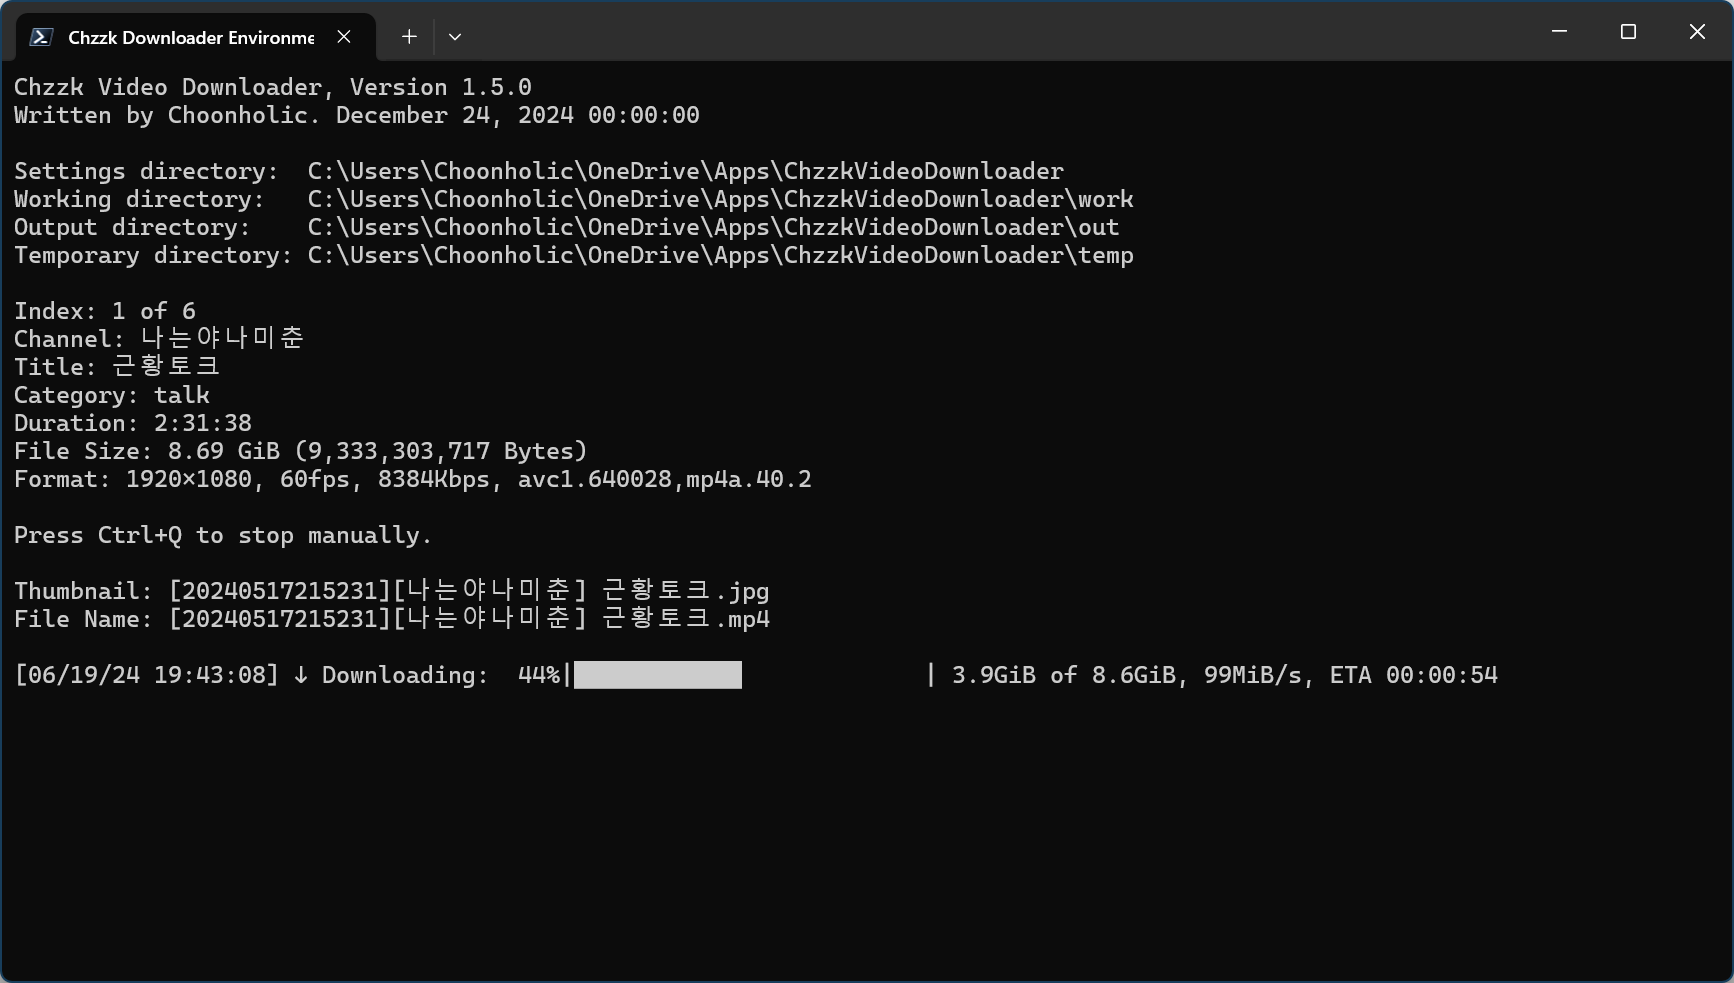 Chzzk Downloader Environme
Chzzk Video Downloader, Version 1.5.0
Written by Choonholic. December 24, 2024 00:00:00
Settings directory:  C:\Users\Choonholic\OneDrive\Apps\ChzzkVideoDownloader
Working directory:   C:\Users\Choonholic\OneDrive\Apps\ChzzkVideoDownloader\work
Output directory:    C:\Users\Choonholic\OneDrive\Apps\ChzzkVideoDownloader\out
Temporary directory: C:\Users\Choonholic\OneDrive\Apps\ChzzkVideoDownloader\temp
Index: 1 of 6
Channel: 나는야나미춘
Title: 근황토크
Category: talk
Duration: 2:31:38
File Size: 8.69 GiB (9,333,303,717 Bytes)
Format: 1920×1080, 60fps, 8384Kbps, avc1.640028,mp4a.40.2
Press Ctrl+Q to stop manually.
Thumbnail: [20240517215231][나는야나미춘] 근황토크.jpg
File Name: [20240517215231][나는야나미춘] 근황토크.mp4
[06/19/24 19:43:08] ↓ Downloading:  44%|            | 3.9GiB of 8.6GiB, 99MiB/s, ETA 00:00:54